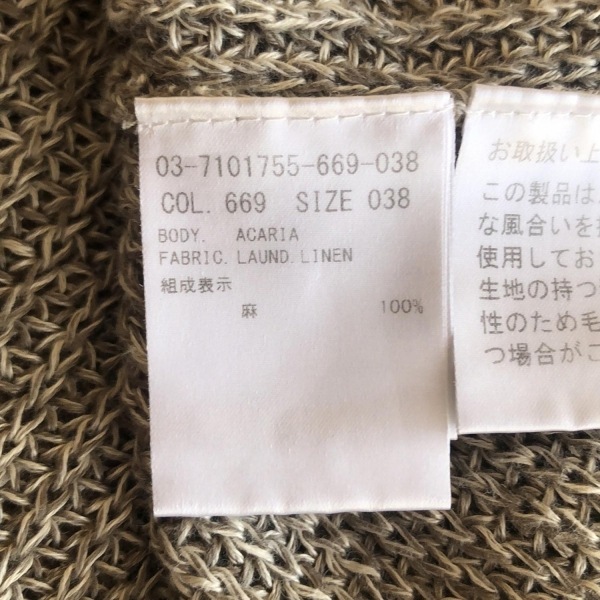 03-7101755-669-038
COL. 669 SIZE 038
BODY. ACARIA
FABRIC. LAUND. LINEN
組成表示
麻 100%
お取扱い上
この製品は
な風合いを
使用してお
生地の持つ
性のため毛
つ場合がこ